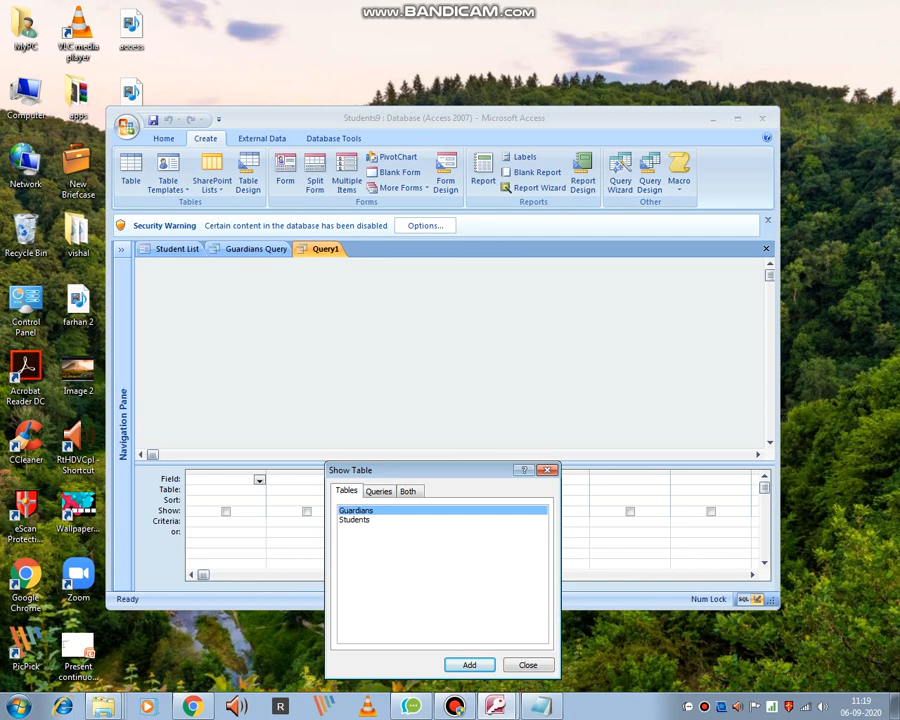 www.BANDICAM.com
MyPC
VLC media
player
access
Computer
apps
Network
New
Briefcase
Recycle Bin
vishal
Control
Panel
farhan 2
Acrobat
Reader DC
Image 2
CCleaner
RtHDVCpl -
Shortcut
eScan
Protecti...
Wallpaper...
Google
Chrome
Zoom
PicPick
Present
continuo...
Students9 : Database (Access 2007) - Microsoft Access
Home
Create
External Data
Database Tools
Table
Table
Templates
SharePoint
Lists
Table
Design
Tables
Form
Split
Form
Multiple
Items
PivotChart
Blank Form
More Forms
Form
Design
Forms
Report
Labels
Blank Report
Report Wizard
Report
Design
Reports
Query
Wizard
Query
Design
Macro
Other
Security Warning
Certain content in the database has been disabled
Options...
Student List
Guardians Query
Query1
Navigation Pane
Field:
Table:
Sort:
Show:
Criteria:
or:
Show Table
Tables
Queries
Both
Guardians
Students
Add
Close
Ready
Num Lock
SQL
R
11:19
06-09-2020